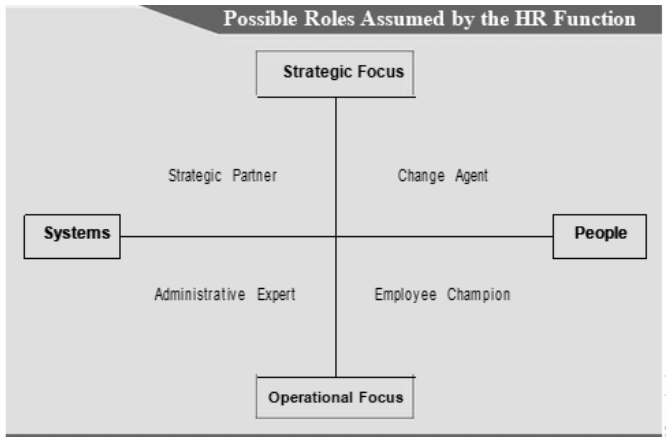 Possible Roles Assumed by the HR Function
Strategic Focus
Strategic Partner
Change Agent
Systems
People
Administrative Expert
Employee Champion
Operational Focus